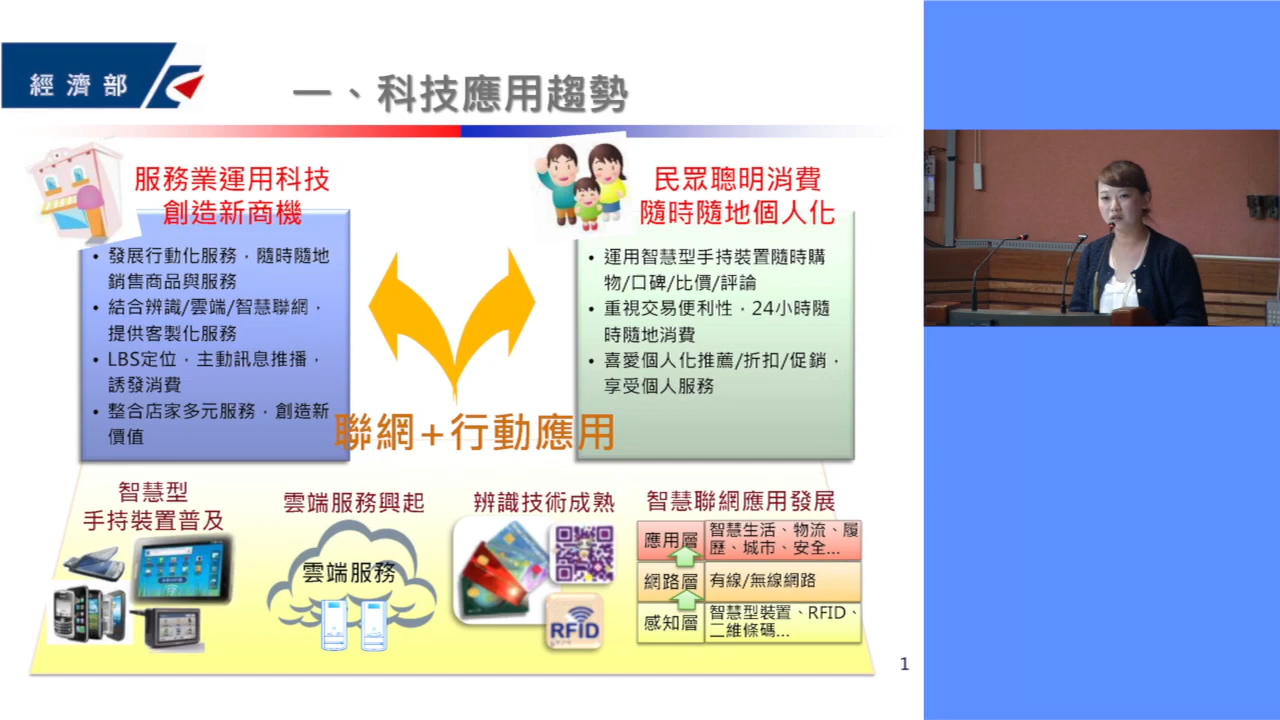 經濟部
一、科技應用趨勢
服務業運用科技
創造新商機
• 發展行動化服務，隨時隨地
銷售商品與服務
• 結合辨識/雲端/智慧聯網，
提供客製化服務
• LBS定位，主動訊息推播，
誘發消費
• 整合店家多元服務，創造新
價值
民眾聰明消費
隨時隨地個人化
• 運用智慧型手持裝置隨時購
物/口碑/比價/評論
• 重視交易便利性，24小時隨
時隨地消費
• 喜愛個人化推薦/折扣/促銷，
享受個人服務
聯網+行動應用
智慧型
手持裝置普及
雲端服務興起
雲端服務
辨識技術成熟
RFID
智慧聯網應用發展
應用層
智慧生活、物流、履
歷、城市、安全...
網路層
有線/無線網路
感知層
智慧型裝置、RFID、
二維條碼...
1